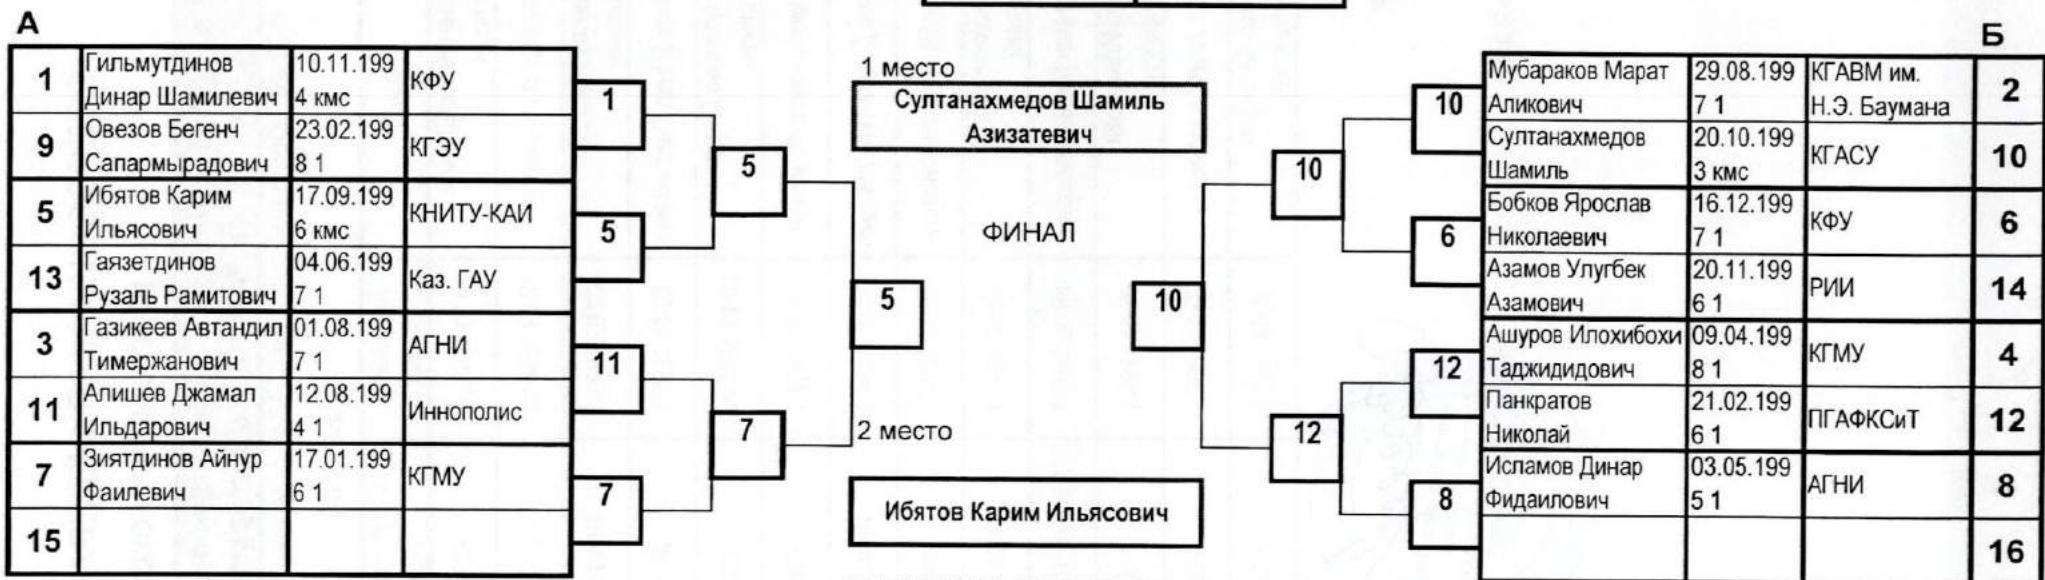 А
1 Гильмутдинов 10.11.199 КФУ
Динар Шамилевич 4 кмс
9 Овезов Бегенч 23.02.199 КГЭУ
Сапармырадович 8 1
5 Ибятов Карим 17.09.199 КНИТУ-КАИ
Ильясович 6 кмс
13 Гаязетдинов 04.06.199 Каз. ГАУ
Рузаль Рамитович 7 1
3 Газикеев Автандил 01.08.199 АГНИ
Тимержанович 7 1
11 Алишев Джамал 12.08.199 Иннополис
Ильдарович 4 1
7 Зиятдинов Айнур 17.01.199 КГМУ
Фаилевич 6 1
15
1
5
11
7
5
7
5
1 место
Султанахмедов Шамиль
Азизатевич
ФИНАЛ
2 место
Ибятов Карим Ильясович
10
10
12
10
6
12
8
Б
Мубараков Марат 29.08.199 КГАВМ им. 2
Аликович 7 1 Н.Э. Баумана
Султанахмедов 20.10.199 КГАСУ 10
Шамиль 3 кмс
Бобков Ярослав 16.12.199 КФУ 6
Николаевич 7 1
Азамов Улугбек 20.11.199 РИИ 14
Азамович 6 1
Ашуров Илохибохи 09.04.199 КГМУ 4
Таджидидович 8 1
Панкратов 21.02.199 ПГАФКСиТ 12
Николай 6 1
Исламов Динар 03.05.199 АГНИ 8
Фидаилович 5 1
16